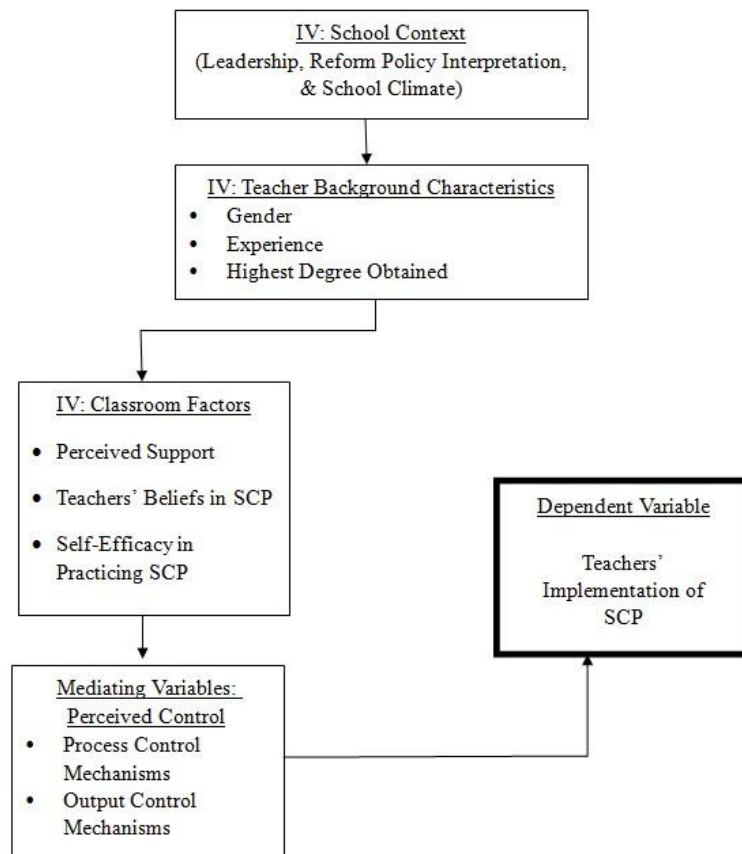 IV: School Context
(Leadership, Reform Policy Interpretation,
& School Climate)
IV: Teacher Background Characteristics
• Gender
• Experience
• Highest Degree Obtained
IV: Classroom Factors
• Perceived Support
• Teachers’ Beliefs in SCP
• Self-Efficacy in
Practicing SCP
Dependent Variable
Teachers’
Implementation of
SCP
Mediating Variables:
Perceived Control
• Process Control
Mechanisms
• Output Control
Mechanisms